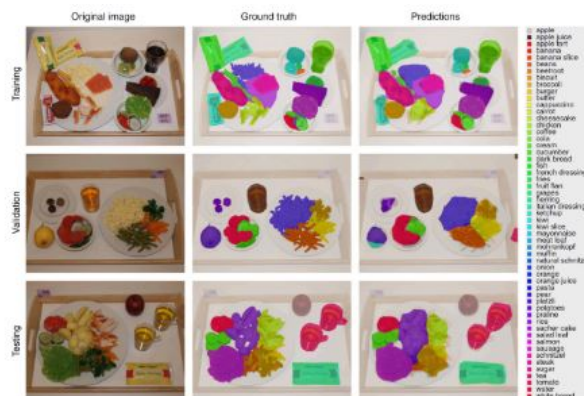 Original image
Ground truth
Predictions
Training
Validation
Testing
apple
apple juice
apple tart
banana
banana slice
beans
beetroot
biscuit
broccoli
burger
butter
cappuccino
carrot
cheesecake
chicken
coffee
cola
cream
cucumber
dark bread
fish
french dressing
fries
fruit flan
grapes
herring
italian dressing
ketchup
kiwi
kiwi slice
mayonnaise
meat loaf
mohrenkopf
muffin
natural schnitzel
onion
orange
orange juice
pasta
pear
pizza
potatoes
praline
rice
sacher cake
salad leaf
salmon
sausage
schnitzel
steak
sugar
tea
tomato
water